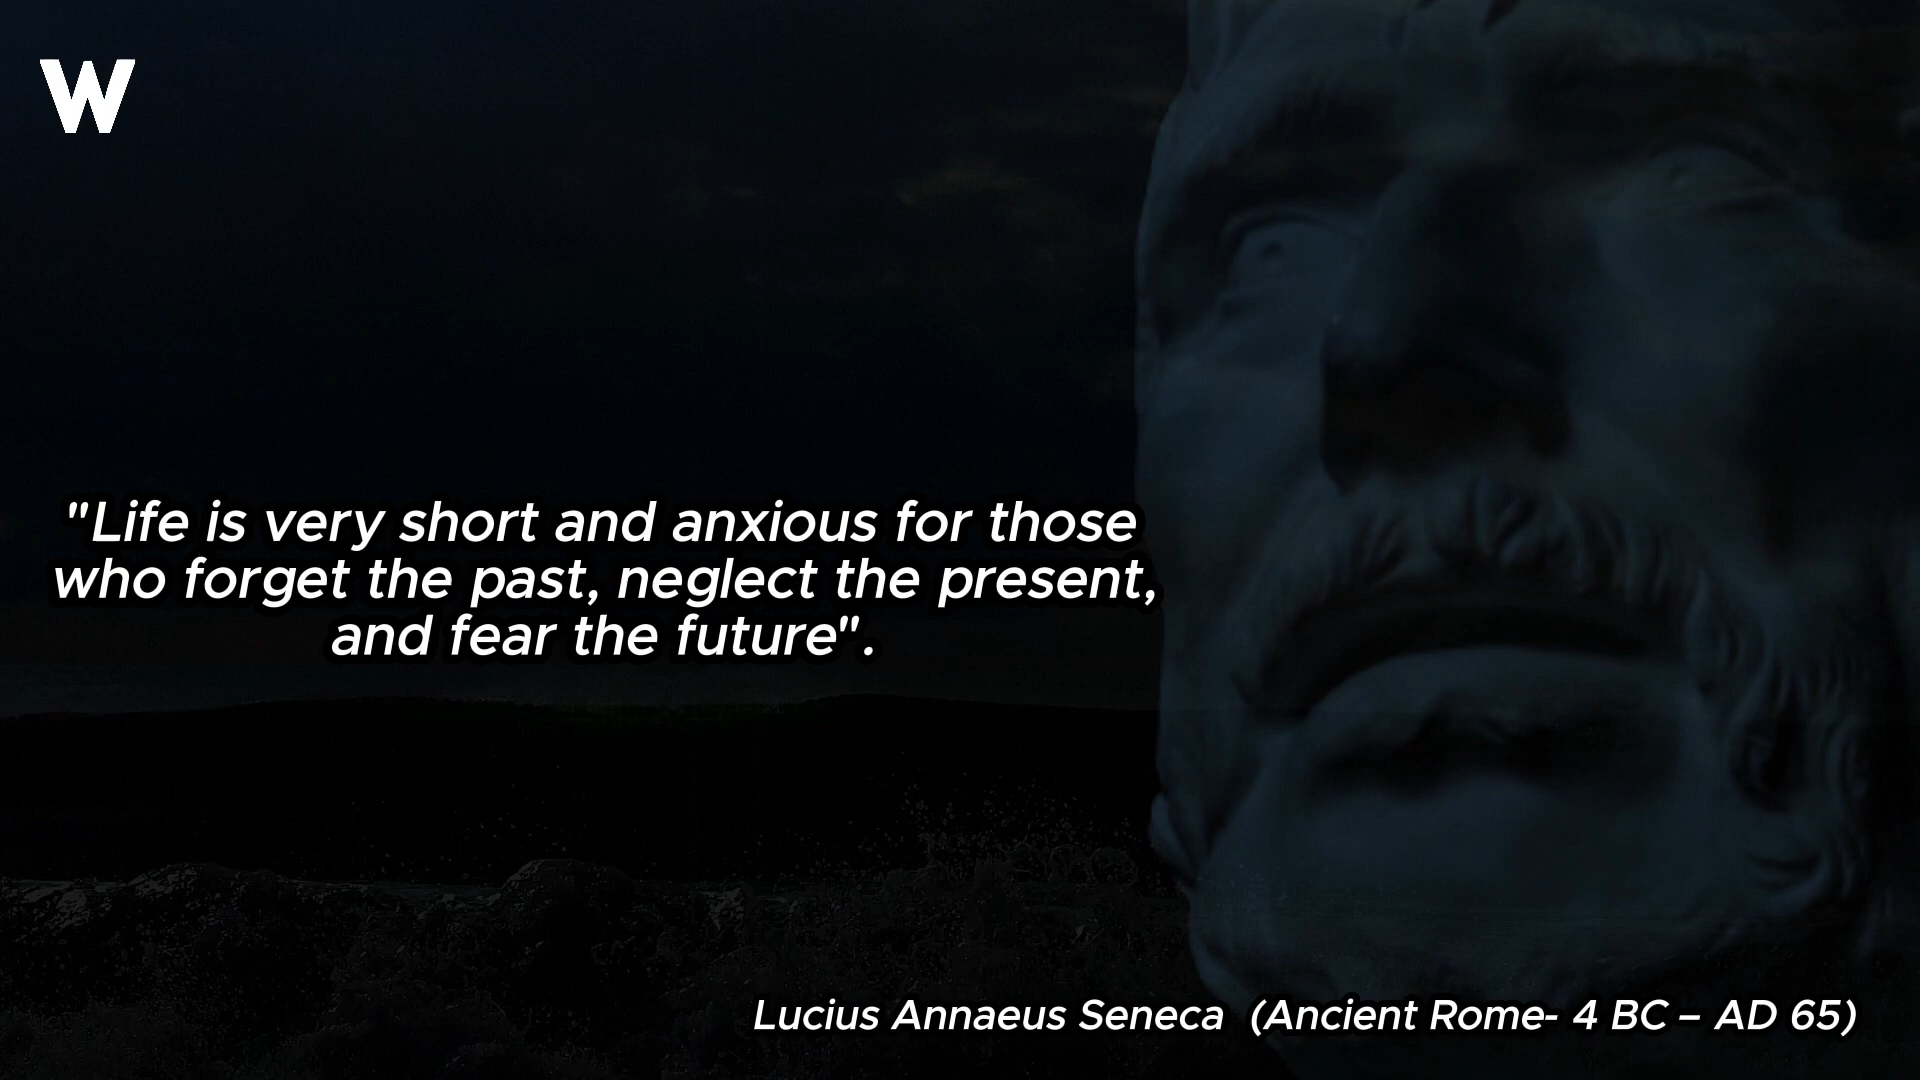 W
"Life is very short and anxious for those
who forget the past, neglect the present,
and fear the future".
Lucius Annaeus Seneca (Ancient Rome- 4 BC – AD 65)